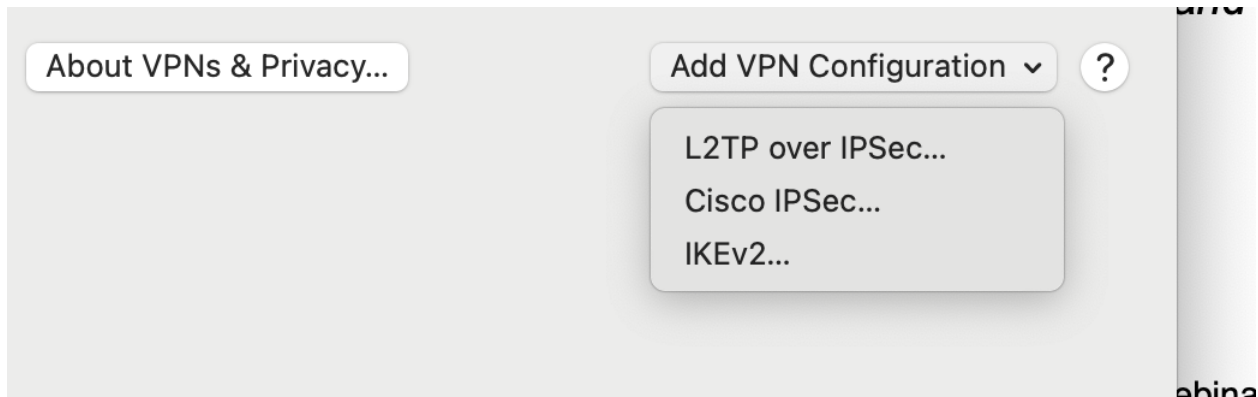 About VPNs & Privacy...
Add VPN Configuration
?
L2TP over IPSec...
Cisco IPSec...
IKEv2...